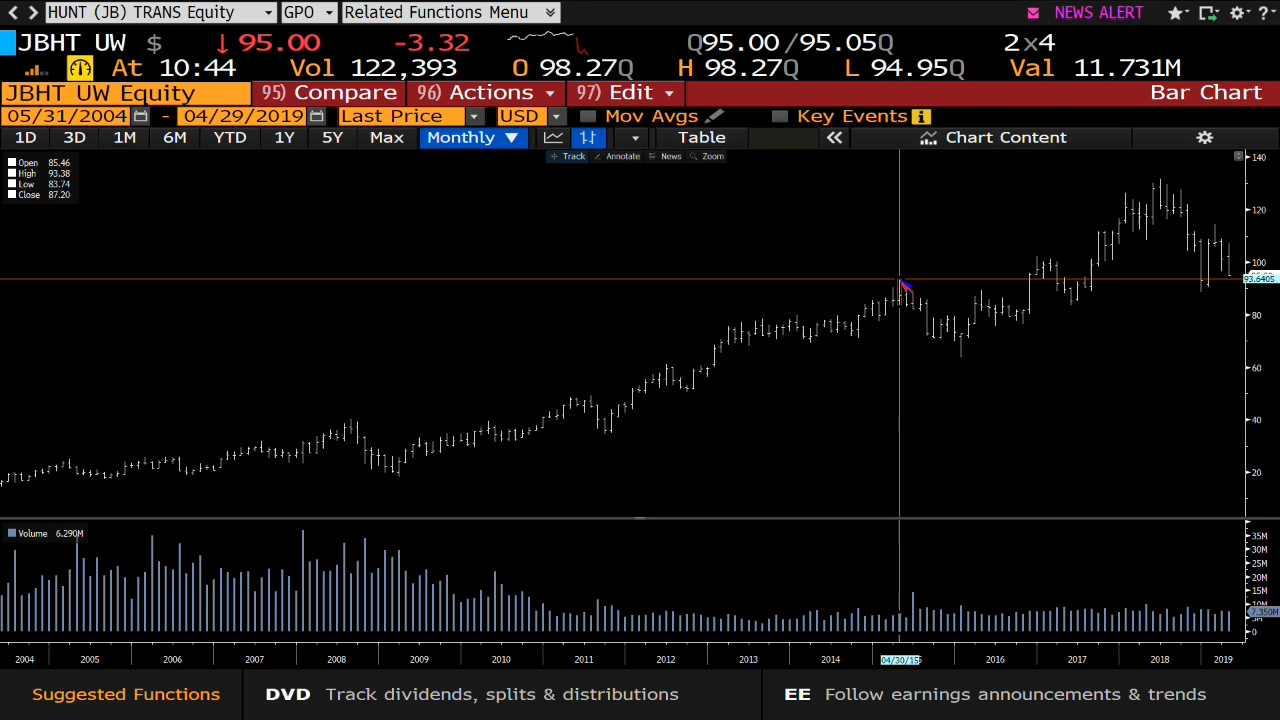 HUNT (JB) TRANS Equity GPO Related Functions Menu NEWS ALERT ?
JBHT UW $ ↓95.00 -3.32 Q95.00 /95.05Q 2x4
At 10:44 Vol 122,393 O 98.27Q H 98.27Q L 94.95Q Val 11.731M
JBHT UW Equity 95) Compare 96) Actions 97) Edit Bar Chart
05/31/2004 - 04/29/2019 Last Price USD Mov Avgs Key Events i
1D 3D 1M 6M YTD 1Y 5Y Max Monthly ▼ Table « Chart Content
Track Annotate News Zoom
Open 85.46
High 93.38
Low 83.74
Close 87.20
140
120
100
93.6405
80
60
40
20
Volume 6.290M
35M
30M
25M
20M
15M
10M
7.350M
0
2004 2005 2006 2007 2008 2009 2010 2011 2012 2013 2014 04/30/15 2016 2017 2018 2019
Suggested Functions DVD Track dividends, splits & distributions EE Follow earnings announcements & trends